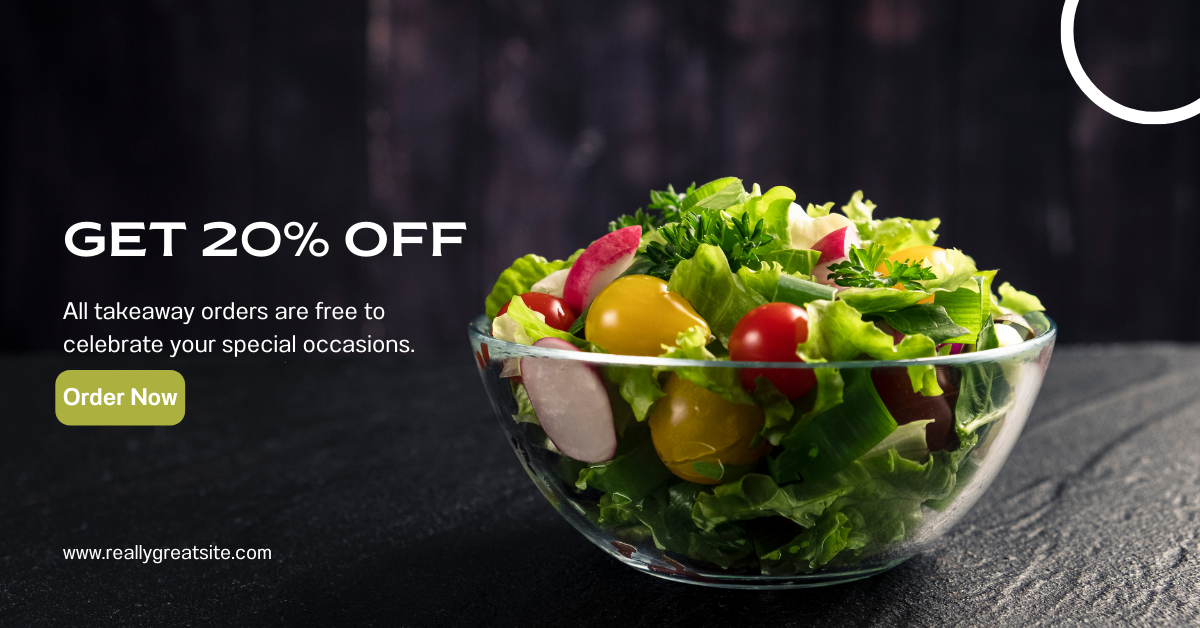 GET 20% OFF
All takeaway orders are free to
celebrate your special occasions.
Order Now
www.reallygreatsite.com